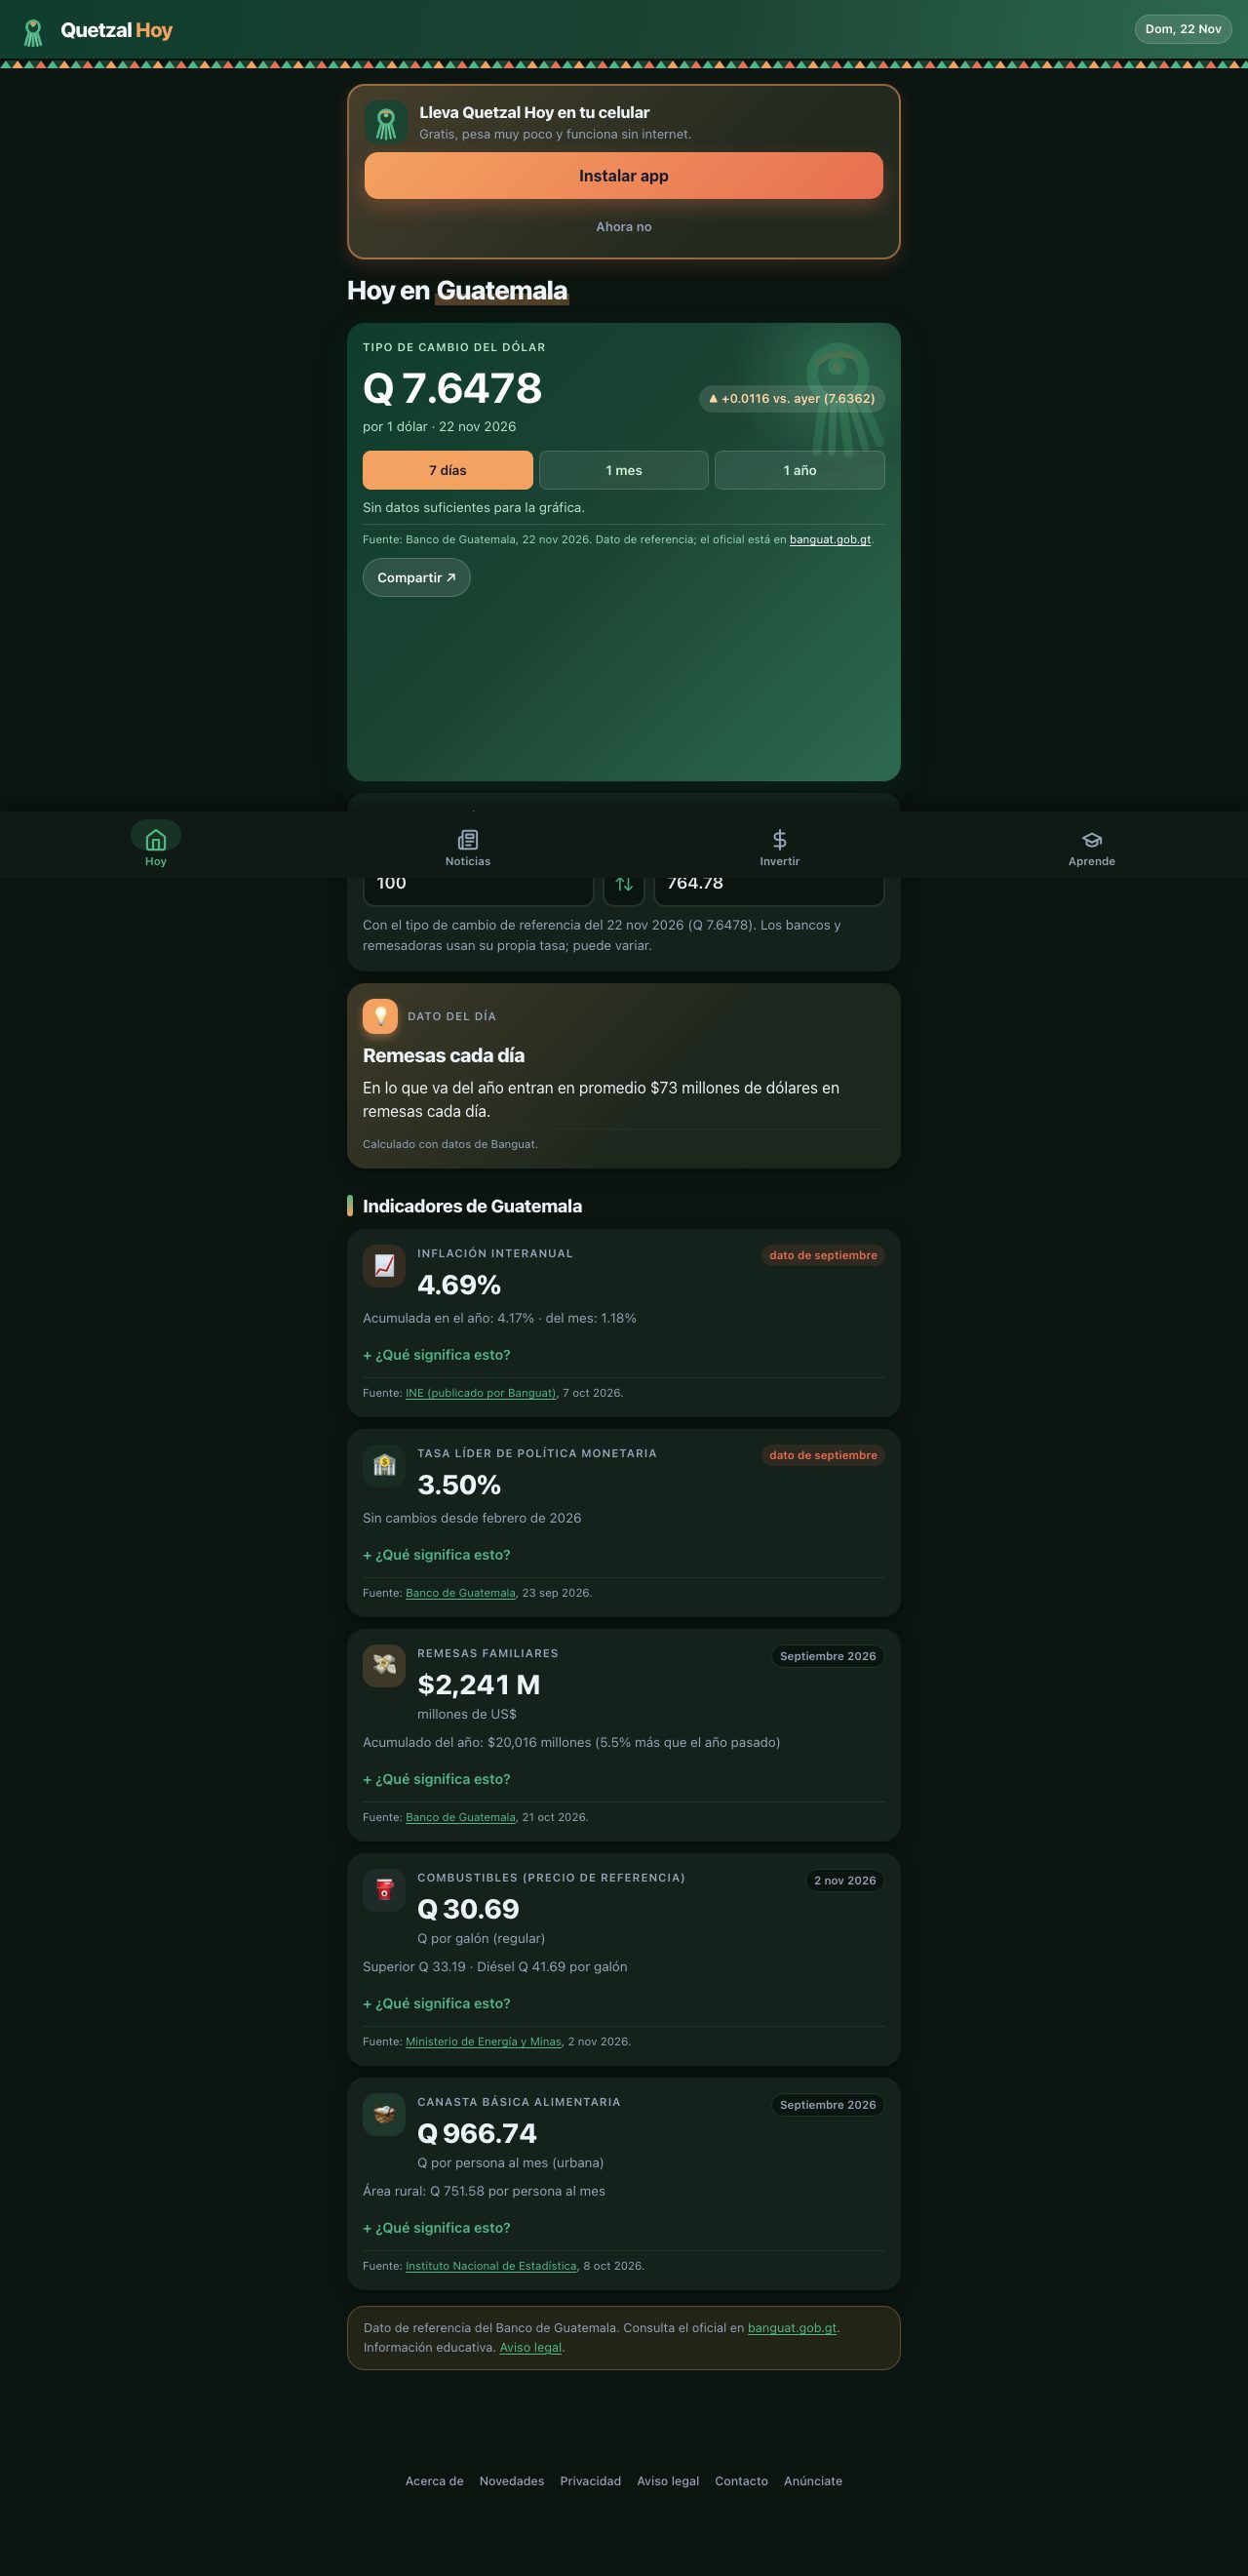 Quetzal Hoy
Dom, 22 Nov
Lleva Quetzal Hoy en tu celular
Gratis, pesa muy poco y funciona sin internet.
Instalar app
Ahora no
Hoy en Guatemala
TIPO DE CAMBIO DEL DÓLAR
Q 7.6478
▲ +0.0116 vs. ayer (7.6362)
por 1 dólar · 22 nov 2026
7 días
1 mes
1 año
Sin datos suficientes para la gráfica.
Fuente: Banco de Guatemala, 22 nov 2026. Dato de referencia; el oficial está en banguat.gob.gt.
Compartir ↗
Hoy
Noticias
Invertir
Aprende
100
764.78
Con el tipo de cambio de referencia del 22 nov 2026 (Q 7.6478). Los bancos y
remesadoras usan su propia tasa; puede variar.
DATO DEL DÍA
Remesas cada día
En lo que va del año entran en promedio $73 millones de dólares en
remesas cada día.
Calculado con datos de Banguat.
Indicadores de Guatemala
INFLACIÓN INTERANUAL
dato de septiembre
4.69%
Acumulada en el año: 4.17% · del mes: 1.18%
+ ¿Qué significa esto?
Fuente: INE (publicado por Banguat), 7 oct 2026.
TASA LÍDER DE POLÍTICA MONETARIA
dato de septiembre
3.50%
Sin cambios desde febrero de 2026
+ ¿Qué significa esto?
Fuente: Banco de Guatemala, 23 sep 2026.
REMESAS FAMILIARES
Septiembre 2026
$2,241 M
millones de US$
Acumulado del año: $20,016 millones (5.5% más que el año pasado)
+ ¿Qué significa esto?
Fuente: Banco de Guatemala, 21 oct 2026.
COMBUSTIBLES (PRECIO DE REFERENCIA)
2 nov 2026
Q 30.69
Q por galón (regular)
Superior Q 33.19 · Diésel Q 41.69 por galón
+ ¿Qué significa esto?
Fuente: Ministerio de Energía y Minas, 2 nov 2026.
CANASTA BÁSICA ALIMENTARIA
Septiembre 2026
Q 966.74
Q por persona al mes (urbana)
Área rural: Q 751.58 por persona al mes
+ ¿Qué significa esto?
Fuente: Instituto Nacional de Estadística, 8 oct 2026.
Dato de referencia del Banco de Guatemala. Consulta el oficial en banguat.gob.gt.
Información educativa. Aviso legal.
Acerca de
Novedades
Privacidad
Aviso legal
Contacto
Anúnciate